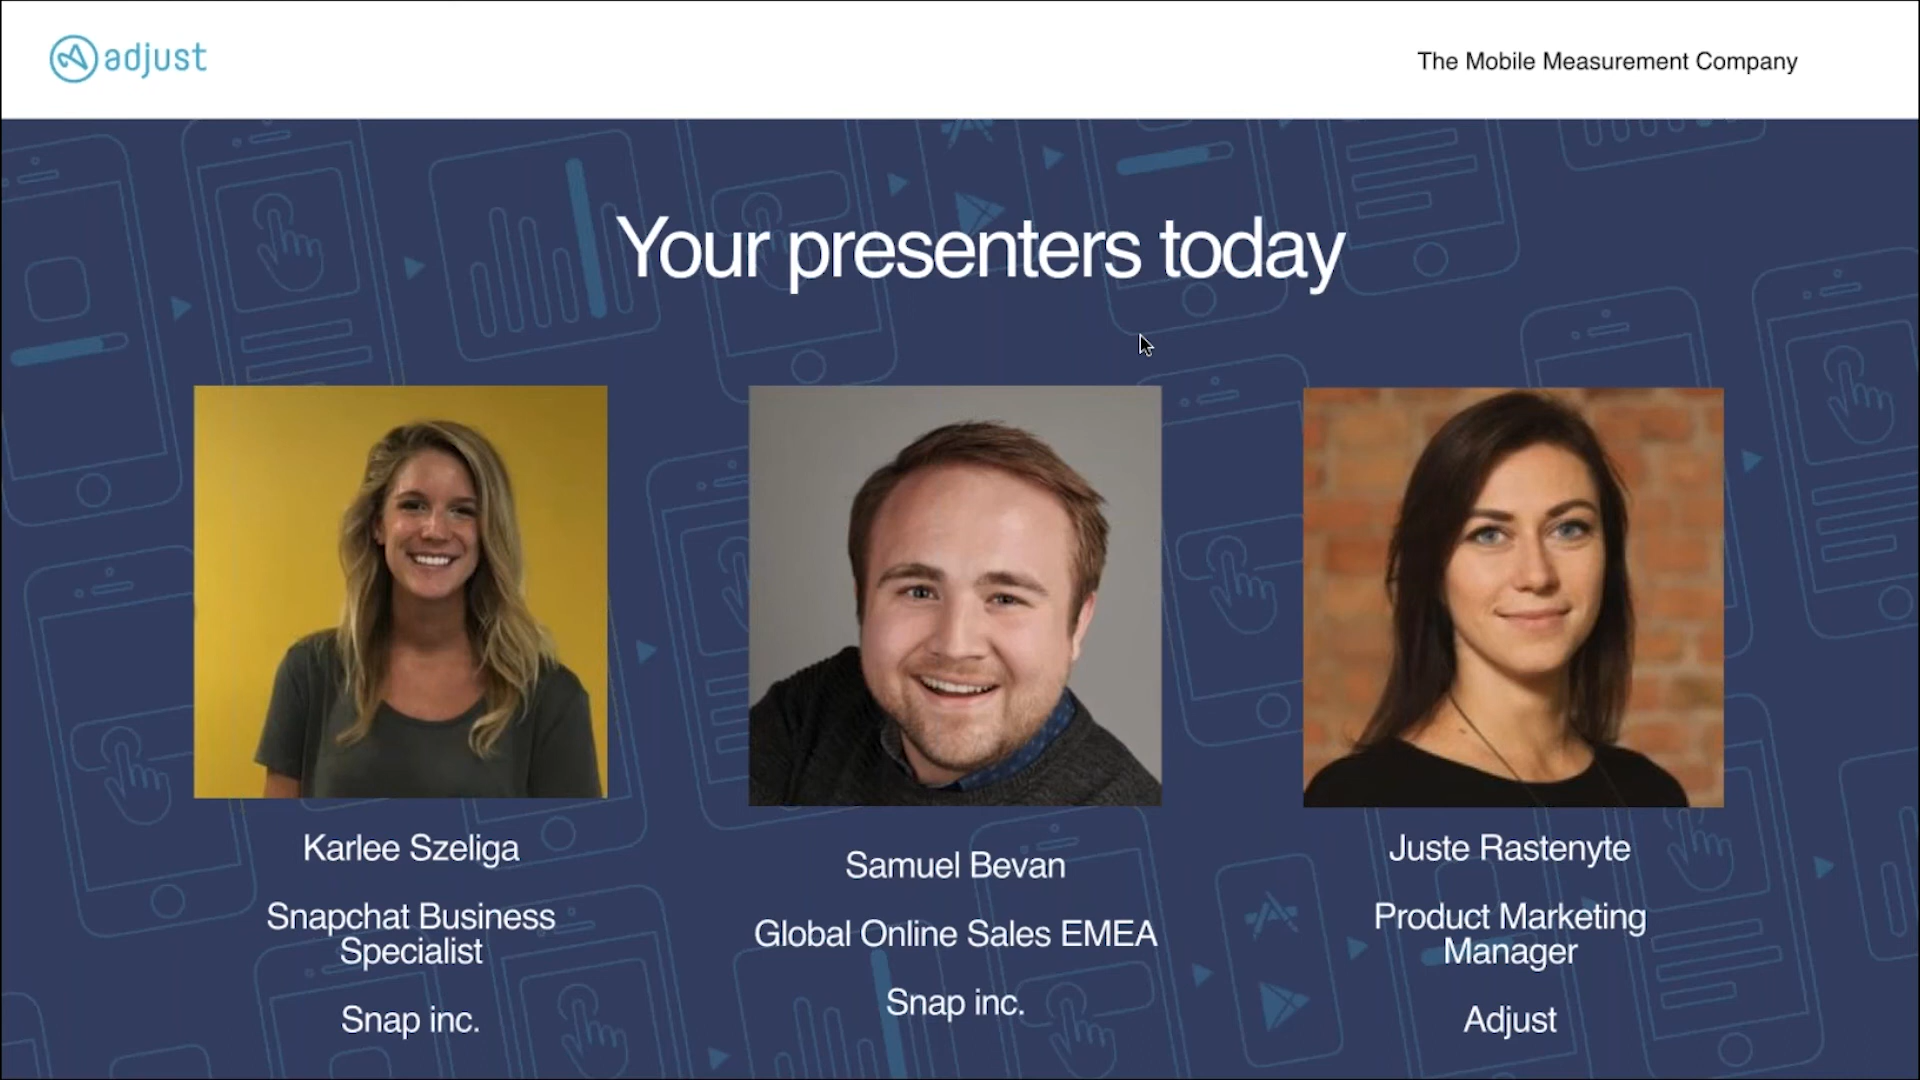 adjust
The Mobile Measurement Company
Your presenters today
Karlee Szeliga
Snapchat Business
Specialist
Snap inc.
Samuel Bevan
Global Online Sales EMEA
Snap inc.
Juste Rastenyte
Product Marketing
Manager
Adjust